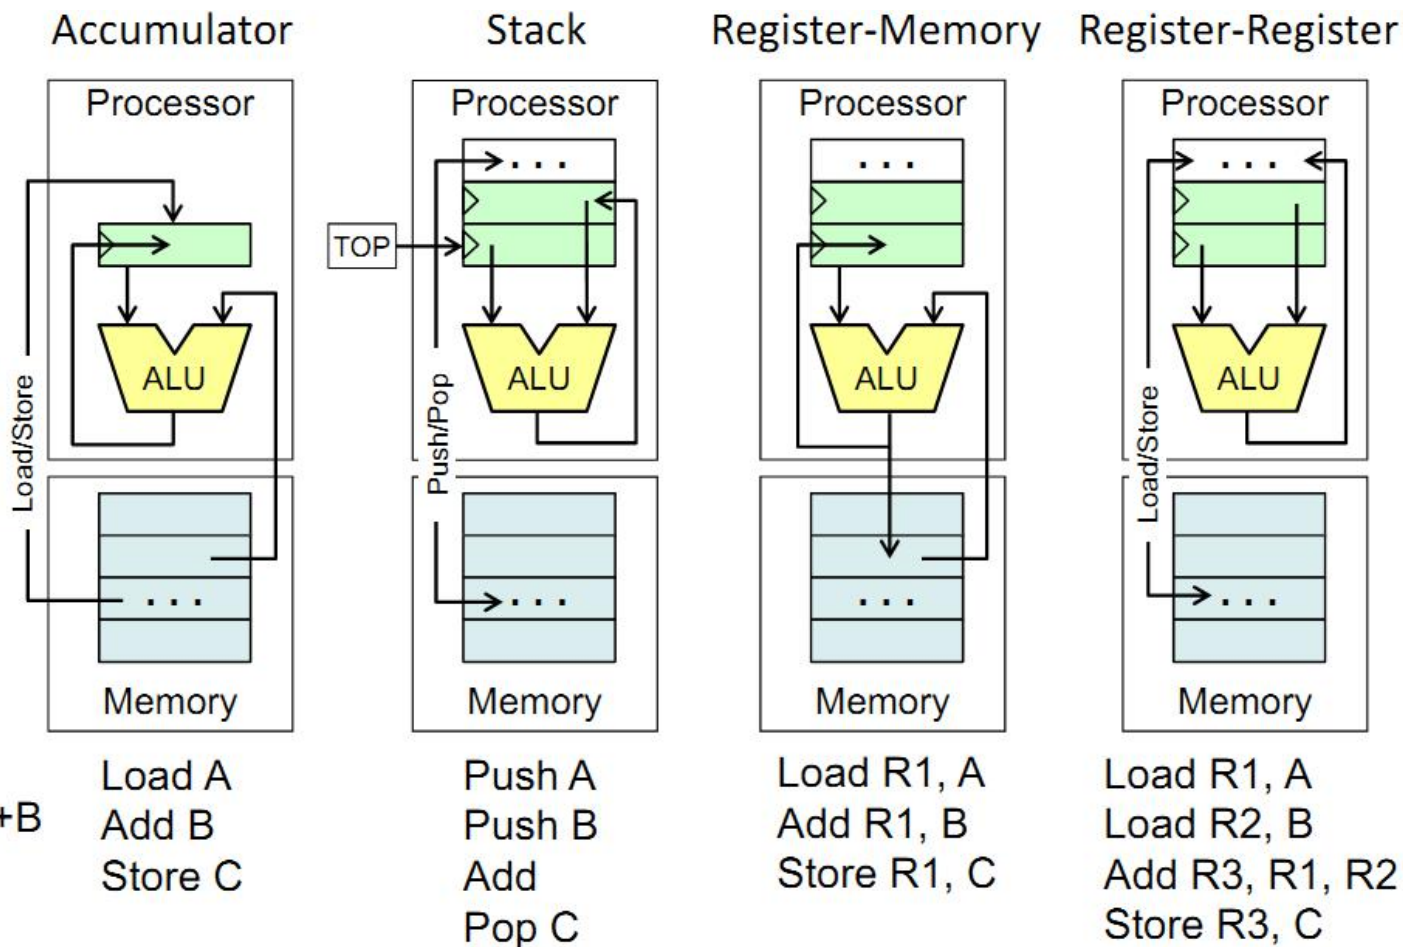 Accumulator
Stack
Register-Memory
Register-Register
Processor
Processor
Processor
Processor
. . .
. . .
. . .
TOP
ALU
ALU
ALU
ALU
Load/Store
Push/Pop
Load/Store
. . .
. . .
. . .
. . .
Memory
Memory
Memory
Memory
+B
Load A
Add B
Store C
Push A
Push B
Add
Pop C
Load R1, A
Add R1, B
Store R1, C
Load R1, A
Load R2, B
Add R3, R1, R2
Store R3, C